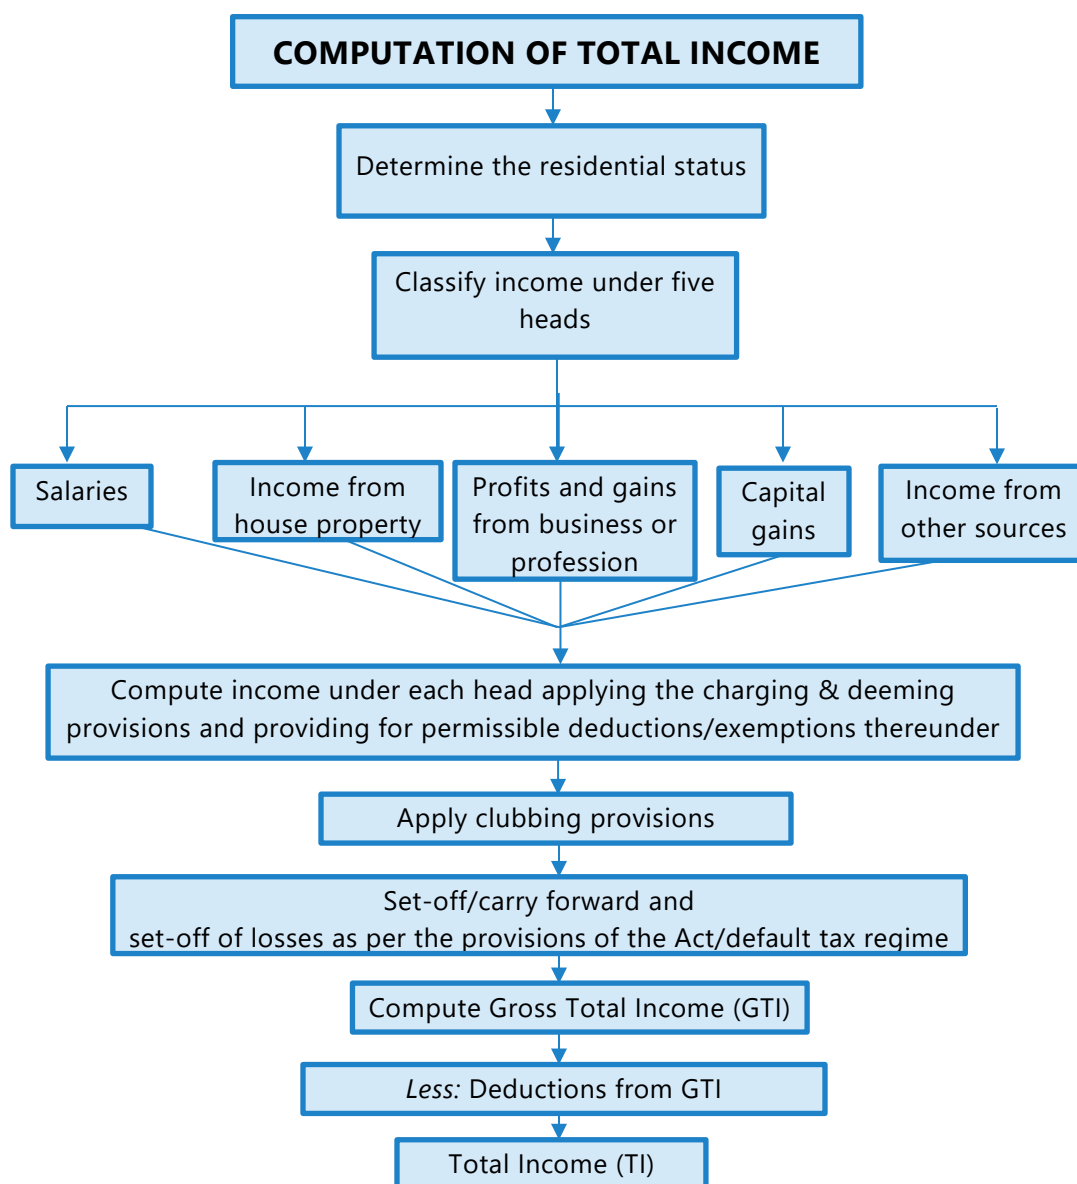 COMPUTATION OF TOTAL INCOME
Determine the residential status
Classify income under five
heads
Salaries
Income from
house property
Profits and gains
from business or
profession
Capital
gains
Income from
other sources
Compute income under each head applying the charging & deeming
provisions and providing for permissible deductions/exemptions thereunder
Apply clubbing provisions
Set-off/carry forward and
set-off of losses as per the provisions of the Act/default tax regime
Compute Gross Total Income (GTI)
Less: Deductions from GTI
Total Income (TI)